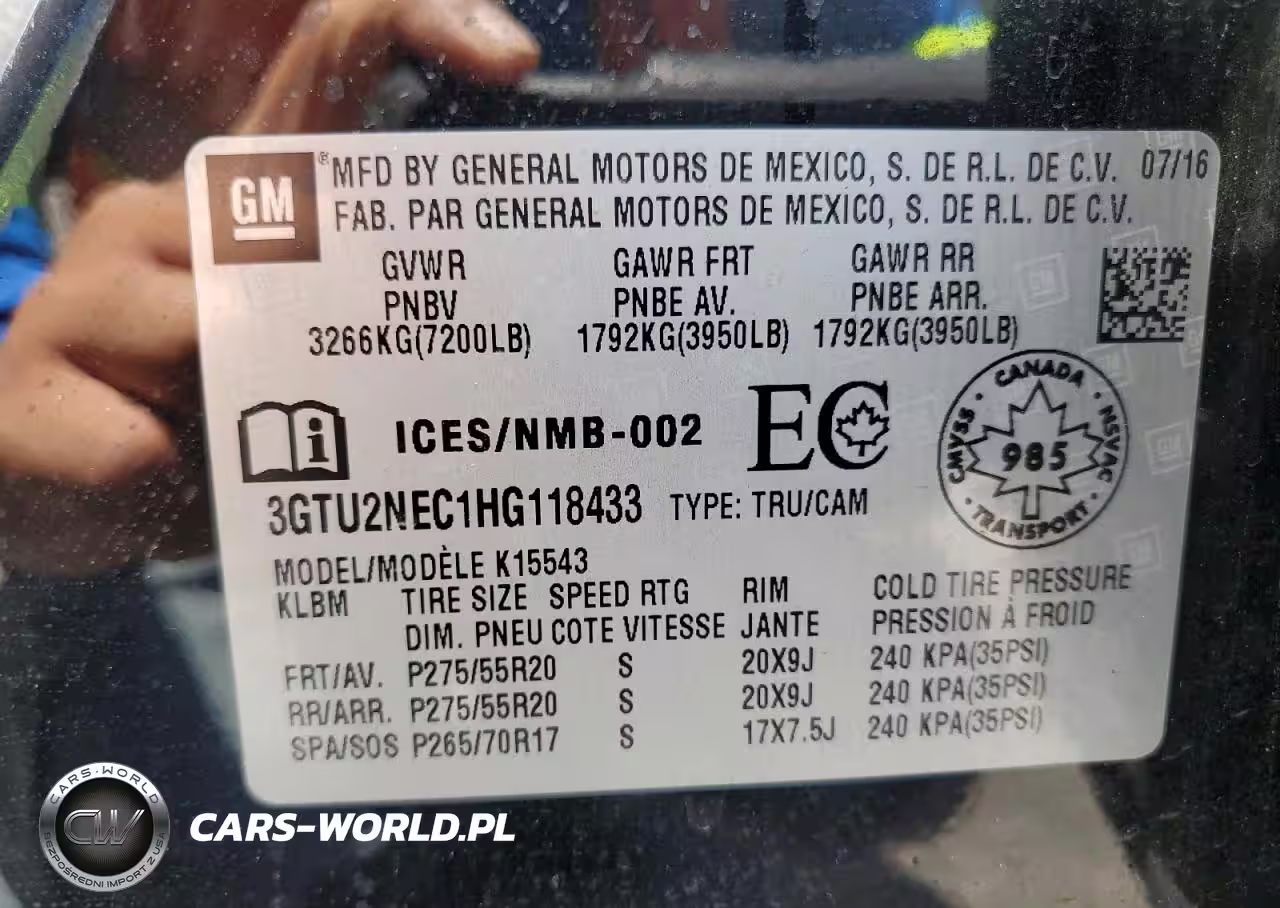 GM
® MFD BY GENERAL MOTORS DE MEXICO, S. DE R.L. DE C.V. 07/16
FAB. PAR GENERAL MOTORS DE MEXICO, S. DE R.L. DE C.V.
GVWR GAWR FRT GAWR RR
PNBV PNBE AV. PNBE ARR.
3266KG(7200LB) 1792KG(3950LB) 1792KG(3950LB)
i ICES/NMB-002 EC
CANADA
CMVSS · NSVAC
985
TRANSPORT
3GTU2NEC1HG118433 TYPE: TRU/CAM
MODEL/MODÈLE K15543
KLBM TIRE SIZE SPEED RTG RIM COLD TIRE PRESSURE
DIM. PNEU COTE VITESSE JANTE PRESSION À FROID
FRT/AV. P275/55R20 S 20X9J 240 KPA(35PSI)
RR/ARR. P275/55R20 S 20X9J 240 KPA(35PSI)
SPA/SOS P265/70R17 S 17X7.5J 240 KPA(35PSI)
CARS-WORLD
CW
BEZPOŚREDNI IMPORT Z USA
CARS-WORLD.PL